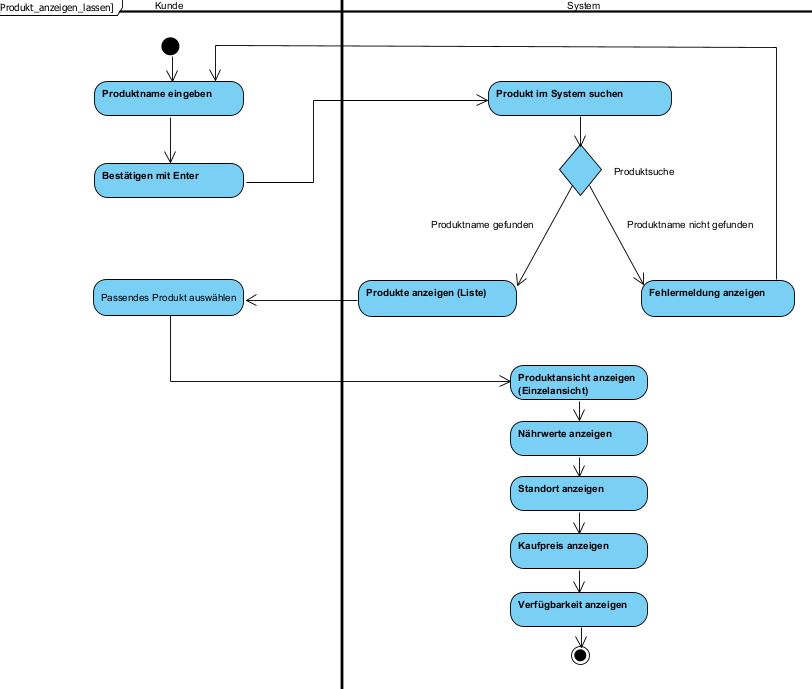 Produkt_anzeigen_lassen]
Kunde
System
Produktname eingeben
Produkt im System suchen
Bestätigen mit Enter
Produktsuche
Produktname gefunden
Produktname nicht gefunden
Passendes Produkt auswählen
Produkte anzeigen (Liste)
Fehlermeldung anzeigen
Produktansicht anzeigen
(Einzelansicht)
Nährwerte anzeigen
Standort anzeigen
Kaufpreis anzeigen
Verfügbarkeit anzeigen